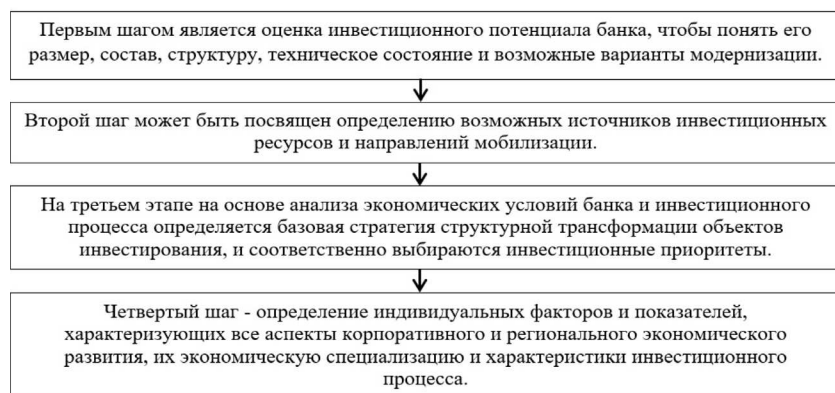 Первым шагом является оценка инвестиционного потенциала банка, чтобы понять его
размер, состав, структуру, техническое состояние и возможные варианты модернизации.
Второй шаг может быть посвящен определению возможных источников инвестиционных
ресурсов и направлений мобилизации.
На третьем этапе на основе анализа экономических условий банка и инвестиционного
процесса определяется базовая стратегия структурной трансформации объектов
инвестирования, и соответственно выбираются инвестиционные приоритеты.
Четвертый шаг - определение индивидуальных факторов и показателей,
характеризующих все аспекты корпоративного и регионального экономического
развития, их экономическую специализацию и характеристики инвестиционного
процесса.